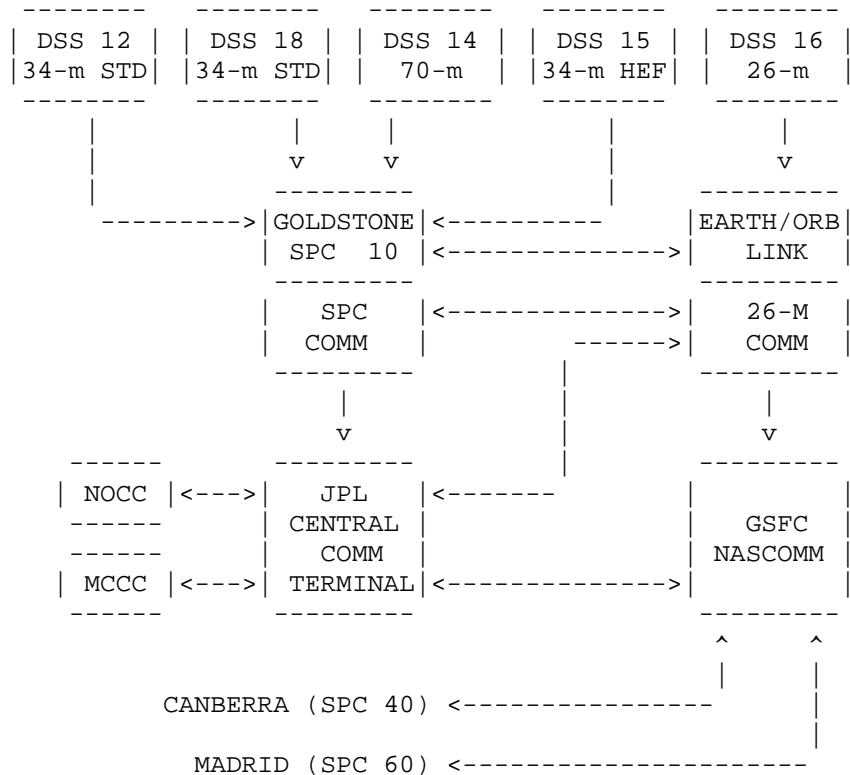 DSS 12 DSS 18 DSS 14 DSS 15 DSS 16
34-m STD 34-m STD 70-m 34-m HEF 26-m
v v v
GOLDSTONE EARTH/ORB
SPC 10 LINK
SPC 26-M
COMM COMM
v v
NOCC JPL
CENTRAL GSFC
COMM NASCOMM
MCCC TERMINAL
CANBERRA (SPC 40)
MADRID (SPC 60)